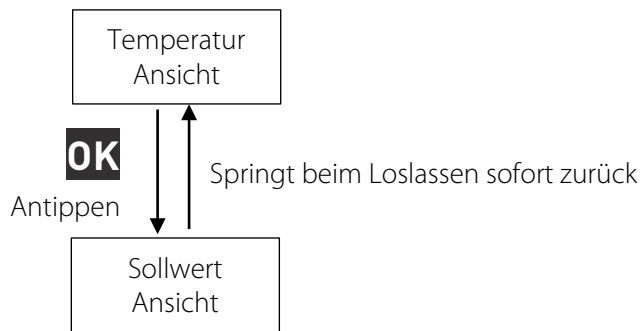 Temperatur
Ansicht
OK
Antippen
Springt beim Loslassen sofort zurück
Sollwert
Ansicht